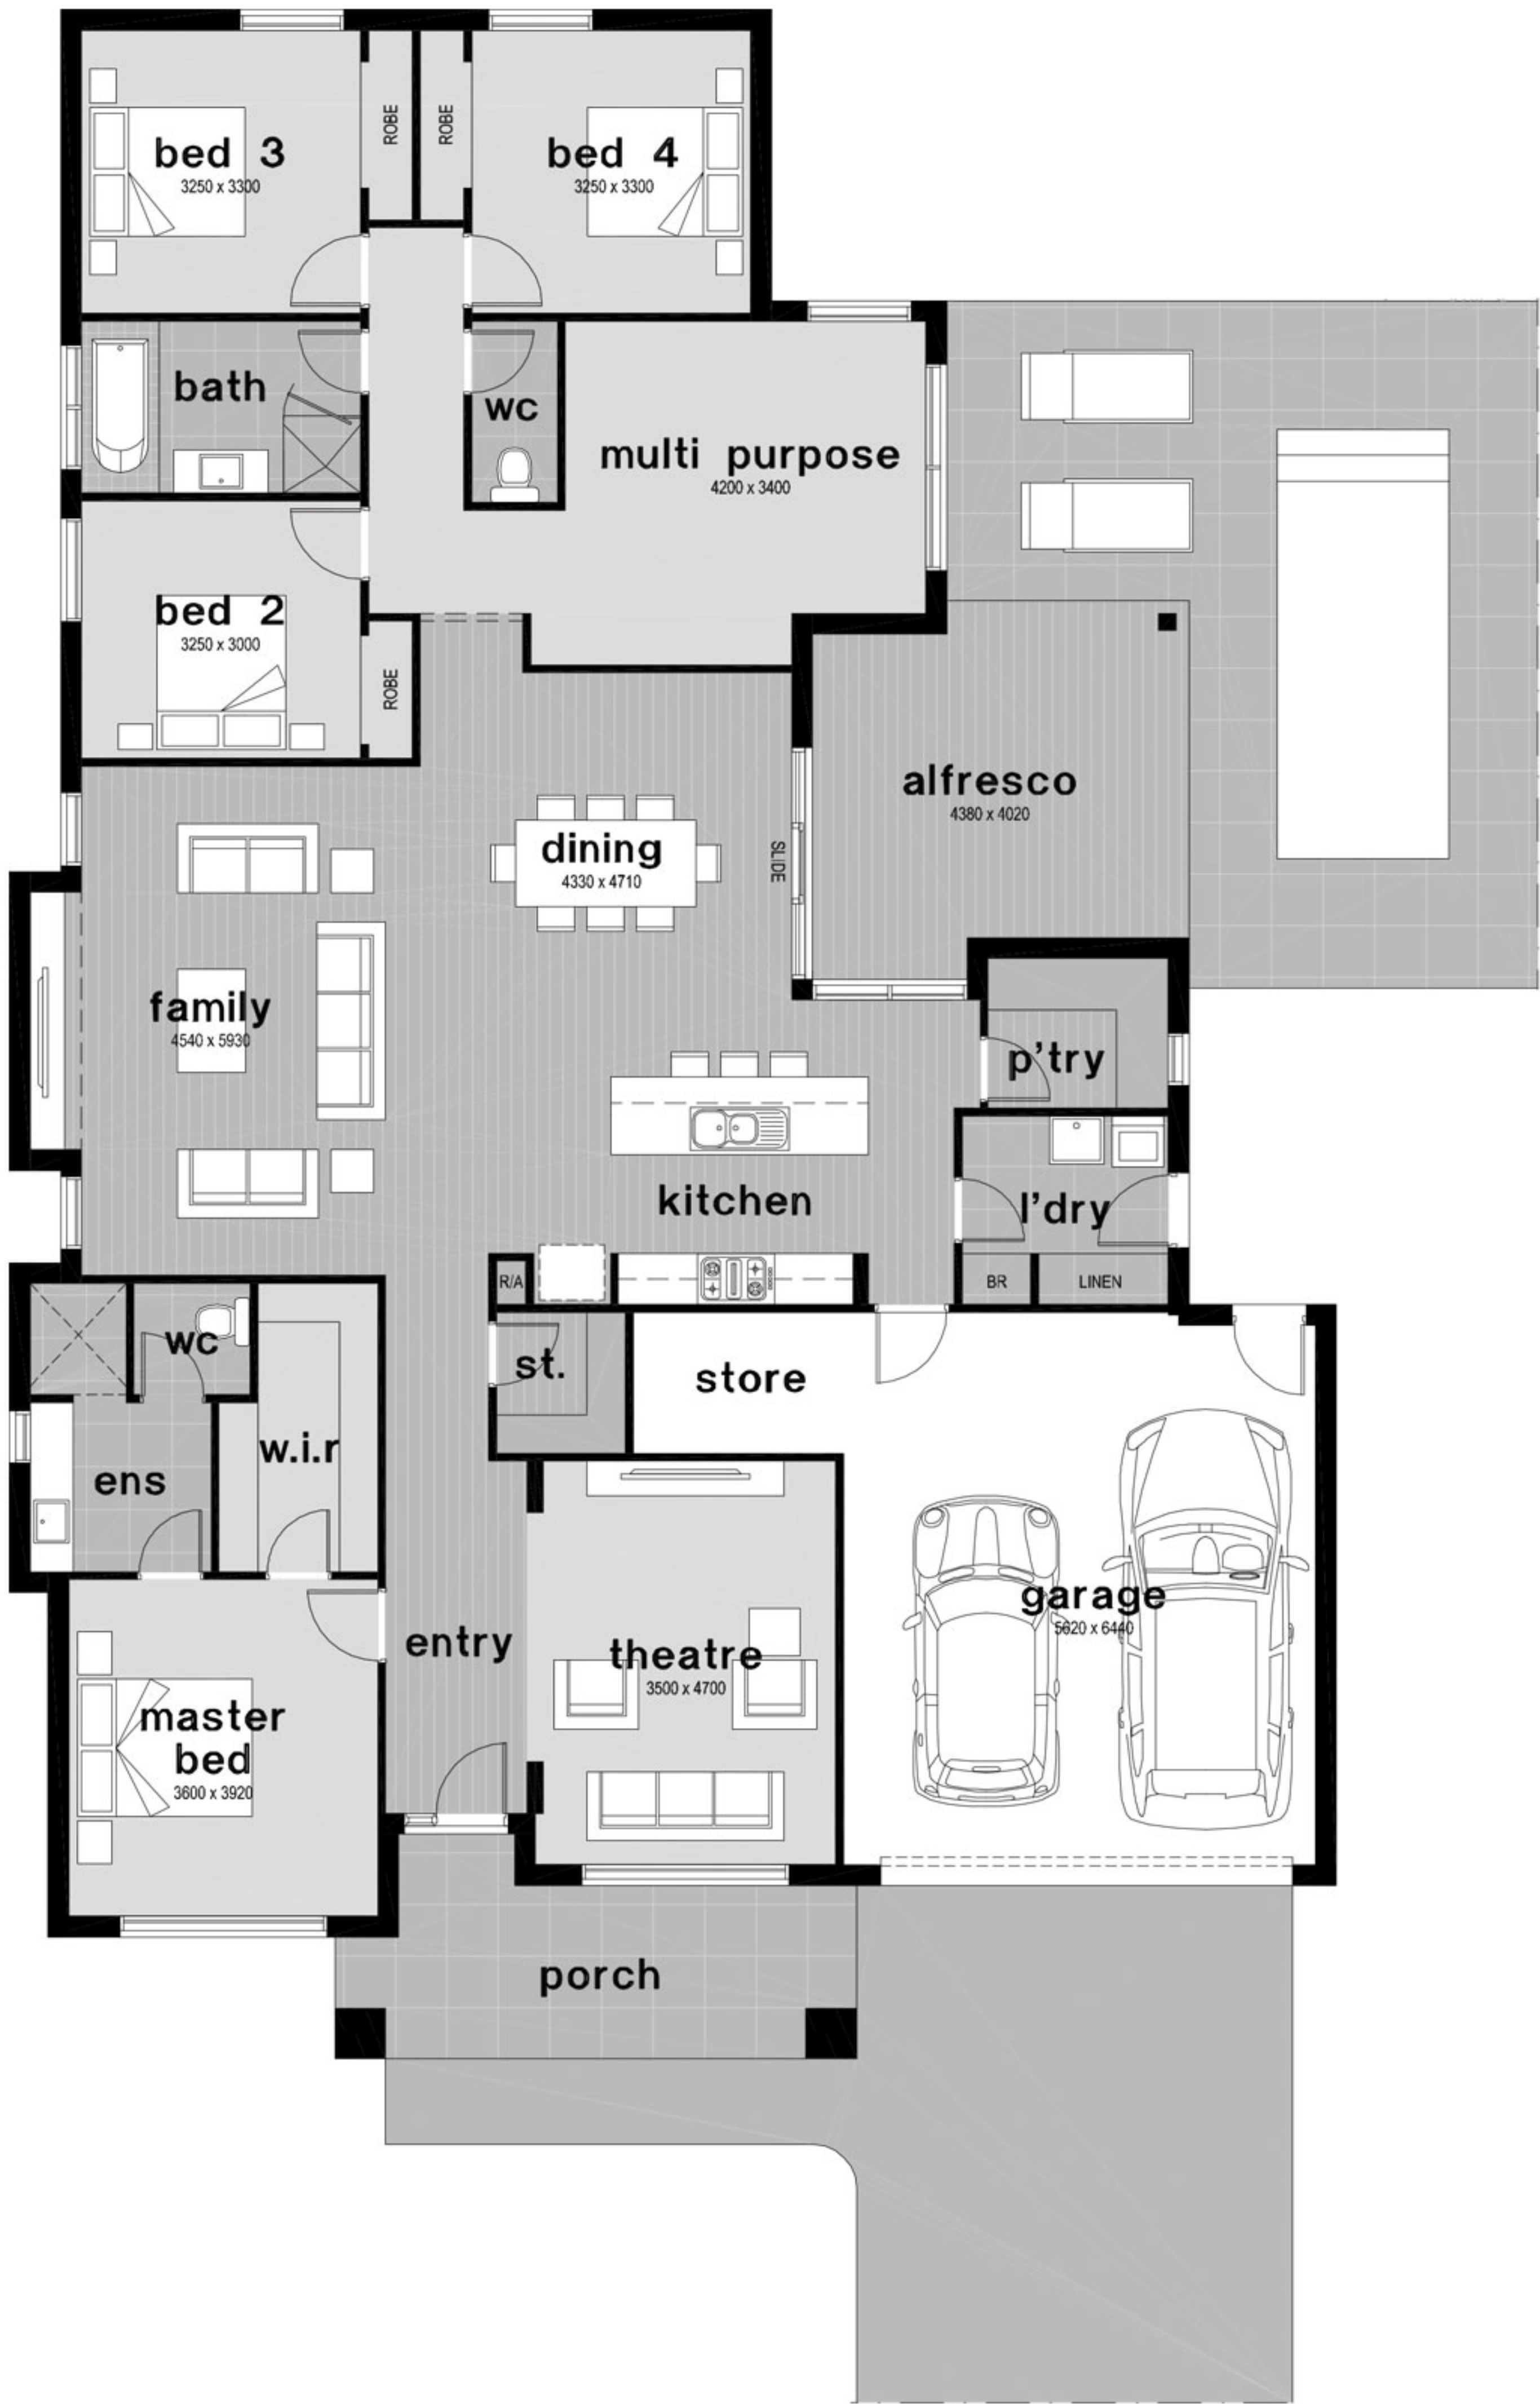 bed 3
3250 x 3300
ROBE
ROBE
bed 4
3250 x 3300
bath
wc
multi purpose
4200 x 3400
bed 2
3250 x 3000
ROBE
alfresco
4380 x 4020
dining
4330 x 4710
SLIDE
family
4540 x 5930
p'try
kitchen
l'dry
R/A
BR
LINEN
wc
st.
store
w.i.r
ens
entry
theatre
3500 x 4700
garage
5620 x 6440
master
bed
3600 x 3920
porch